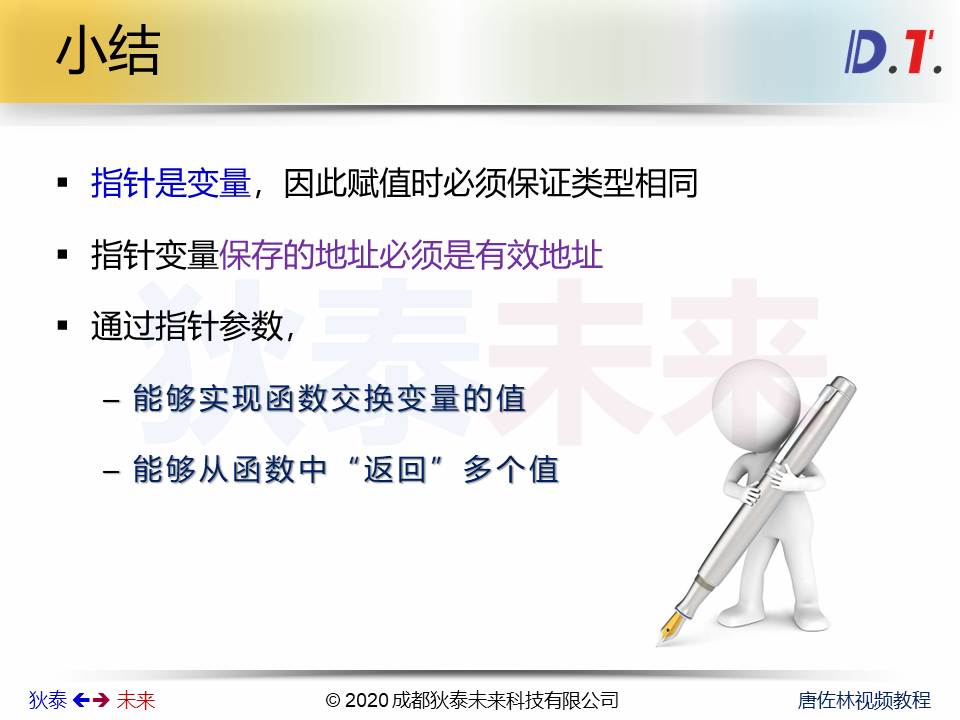 小结
D.T.
▪ 指针是变量，因此赋值时必须保证类型相同
▪ 指针变量保存的地址必须是有效地址
▪ 通过指针参数，
– 能够实现函数交换变量的值
– 能够从函数中“返回”多个值
狄泰未来
狄泰 未来
© 2020 成都狄泰未来科技有限公司
唐佐林视频教程